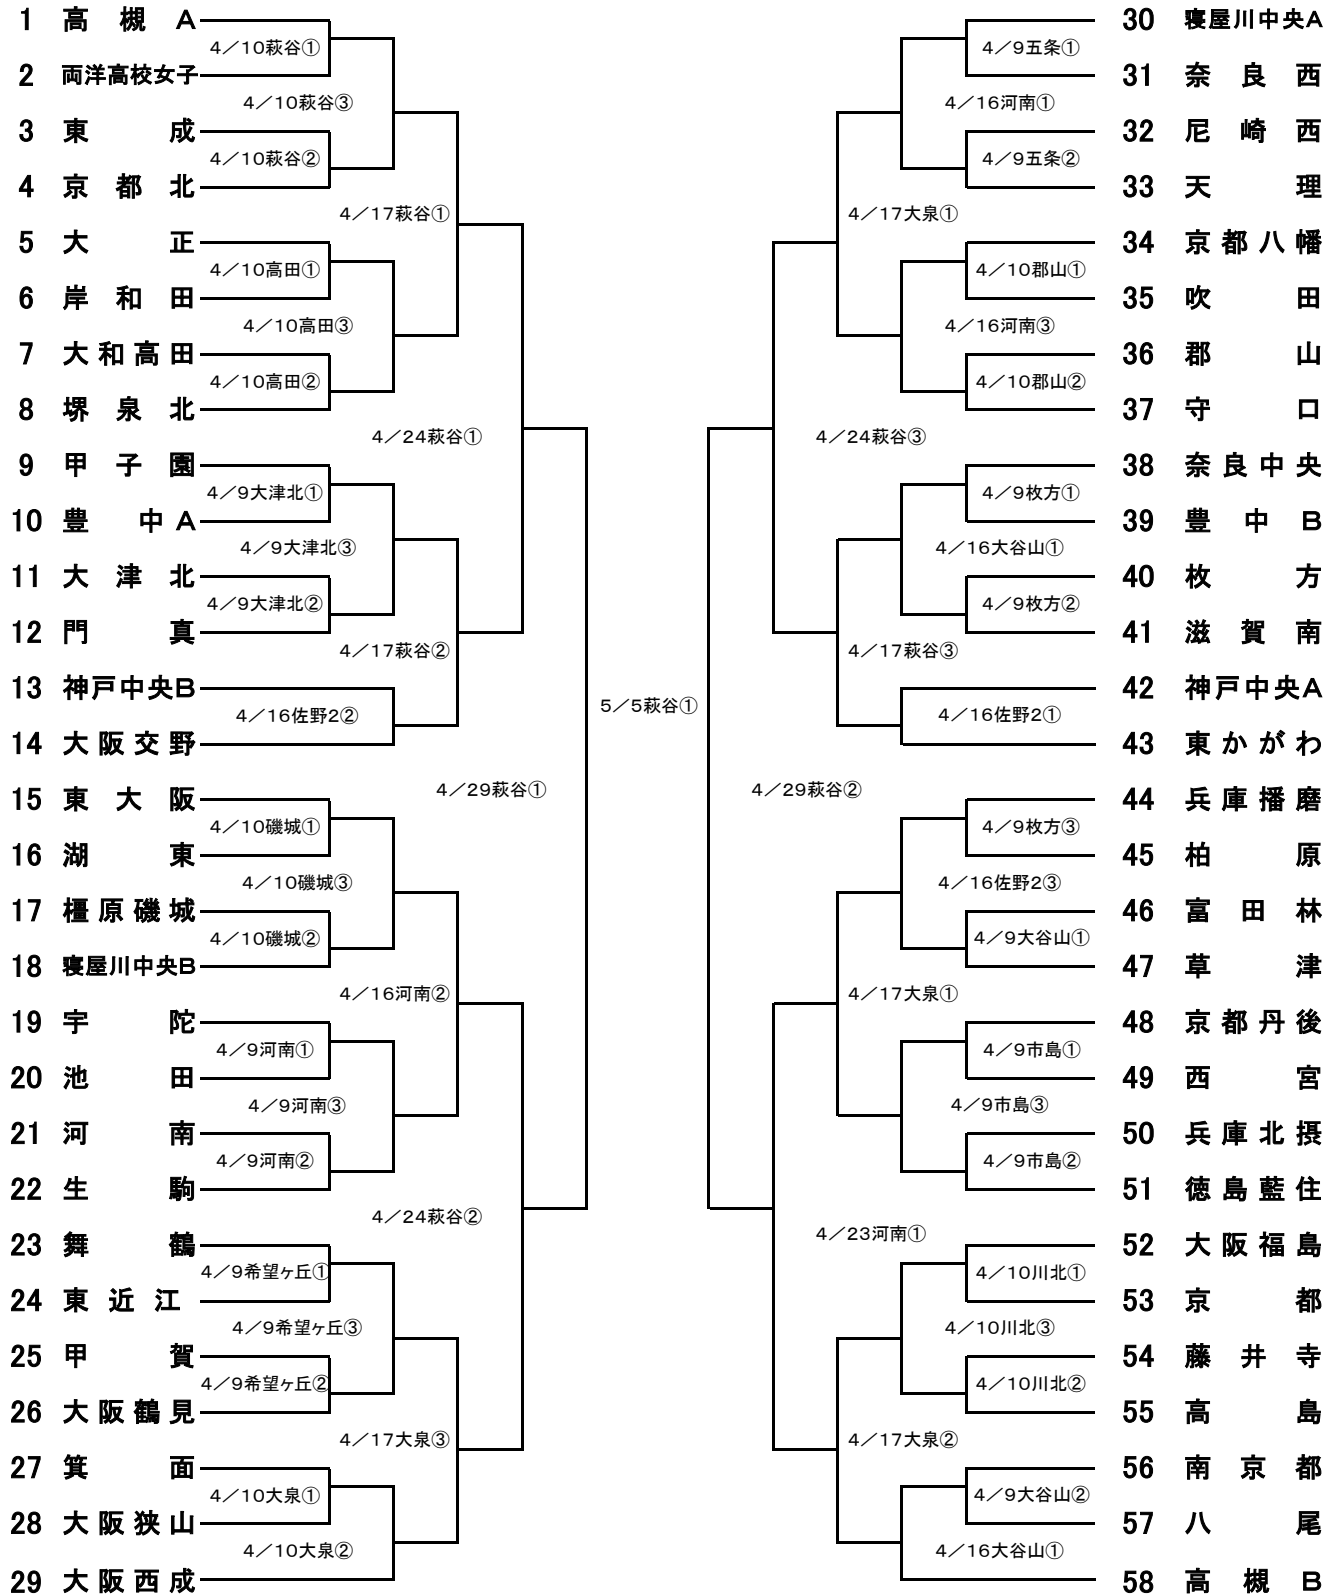 1 高槻A
4／10萩谷①
2 両洋高校女子
4／10萩谷③
3 東成
4／10萩谷②
4 京都北
4／17萩谷①
5 大正
4／10高田①
6 岸和田
4／10高田③
7 大和高田
4／10高田②
8 堺泉北
4／24萩谷①
9 甲子園
4／9大津北①
10 豊中A
4／9大津北③
11 大津北
4／9大津北②
12 門真
4／17萩谷②
13 神戸中央B
4／16佐野2②
14 大阪交野
4／29萩谷①
15 東大阪
4／10磯城①
16 湖東
4／10磯城③
17 橿原磯城
4／10磯城②
18 寝屋川中央B
4／16河南②
19 宇陀
4／9河南①
20 池田
4／9河南③
21 河南
4／9河南②
22 生駒
4／24萩谷②
23 舞鶴
4／9希望ヶ丘①
24 東近江
4／9希望ヶ丘③
25 甲賀
4／9希望ヶ丘②
26 大阪鶴見
4／17大泉③
27 箕面
4／10大泉①
28 大阪狭山
4／10大泉②
29 大阪西成
5／5萩谷①
30 寝屋川中央A
4／9五条①
31 奈良西
4／16河南①
32 尼崎西
4／9五条②
33 天理
4／17大泉①
34 京都八幡
4／10郡山①
35 吹田
4／16河南③
36 郡山
4／10郡山②
37 守口
4／24萩谷③
38 奈良中央
4／9枚方①
39 豊中B
4／16大谷山①
40 枚方
4／9枚方②
41 滋賀南
4／17萩谷③
42 神戸中央A
4／16佐野2①
43 東かがわ
4／29萩谷②
44 兵庫播磨
4／9枚方③
45 柏原
4／16佐野2③
46 富田林
4／9大谷山①
47 草津
4／17大泉①
48 京都丹後
4／9市島①
49 西宮
4／9市島③
50 兵庫北摂
4／9市島②
51 徳島藍住
4／23河南①
52 大阪福島
4／10川北①
53 京都
4／10川北③
54 藤井寺
4／10川北②
55 高島
4／17大泉②
56 南京都
4／9大谷山②
57 八尾
4／16大谷山①
58 高槻B